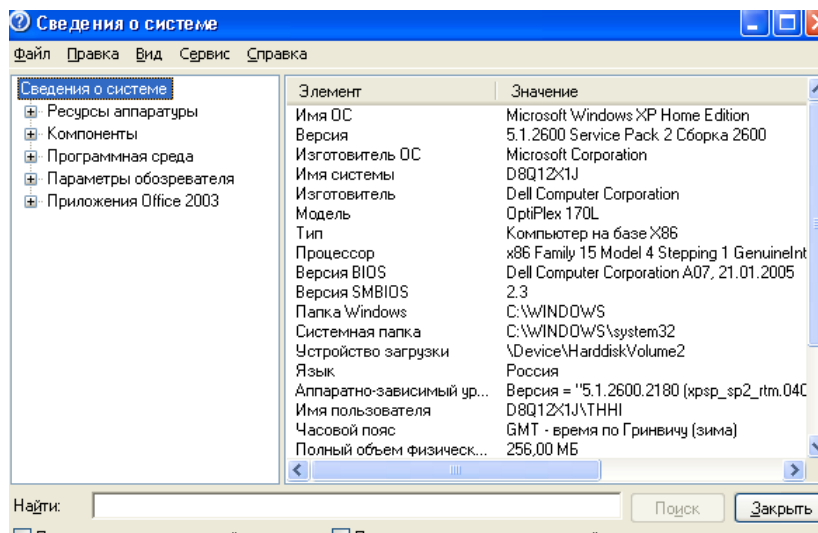 Сведения о системе
Файл Правка Вид Сервис Справка
Сведения о системе
Ресурсы аппаратуры
Компоненты
Программная среда
Параметры обозревателя
Приложения Office 2003
Элемент Значение
Имя ОС Microsoft Windows XP Home Edition
Версия 5.1.2600 Service Pack 2 Сборка 2600
Изготовитель ОС Microsoft Corporation
Имя системы D8Q12X1J
Изготовитель Dell Computer Corporation
Модель OptiPlex 170L
Тип Компьютер на базе X86
Процессор x86 Family 15 Model 4 Stepping 1 GenuineInt
Версия BIOS Dell Computer Corporation A07, 21.01.2005
Версия SMBIOS 2.3
Папка Windows C:\WINDOWS
Системная папка C:\WINDOWS\system32
Устройство загрузки \Device\HarddiskVolume2
Язык Россия
Аппаратно-зависимый ур... Версия = "5.1.2600.2180 (xpsp_sp2_rtm.040
Имя пользователя D8Q12X1J\THHI
Часовой пояс GMT - время по Гринвичу (зима)
Полный объем физическ... 256,00 МБ
Найти: Поиск Закрыть